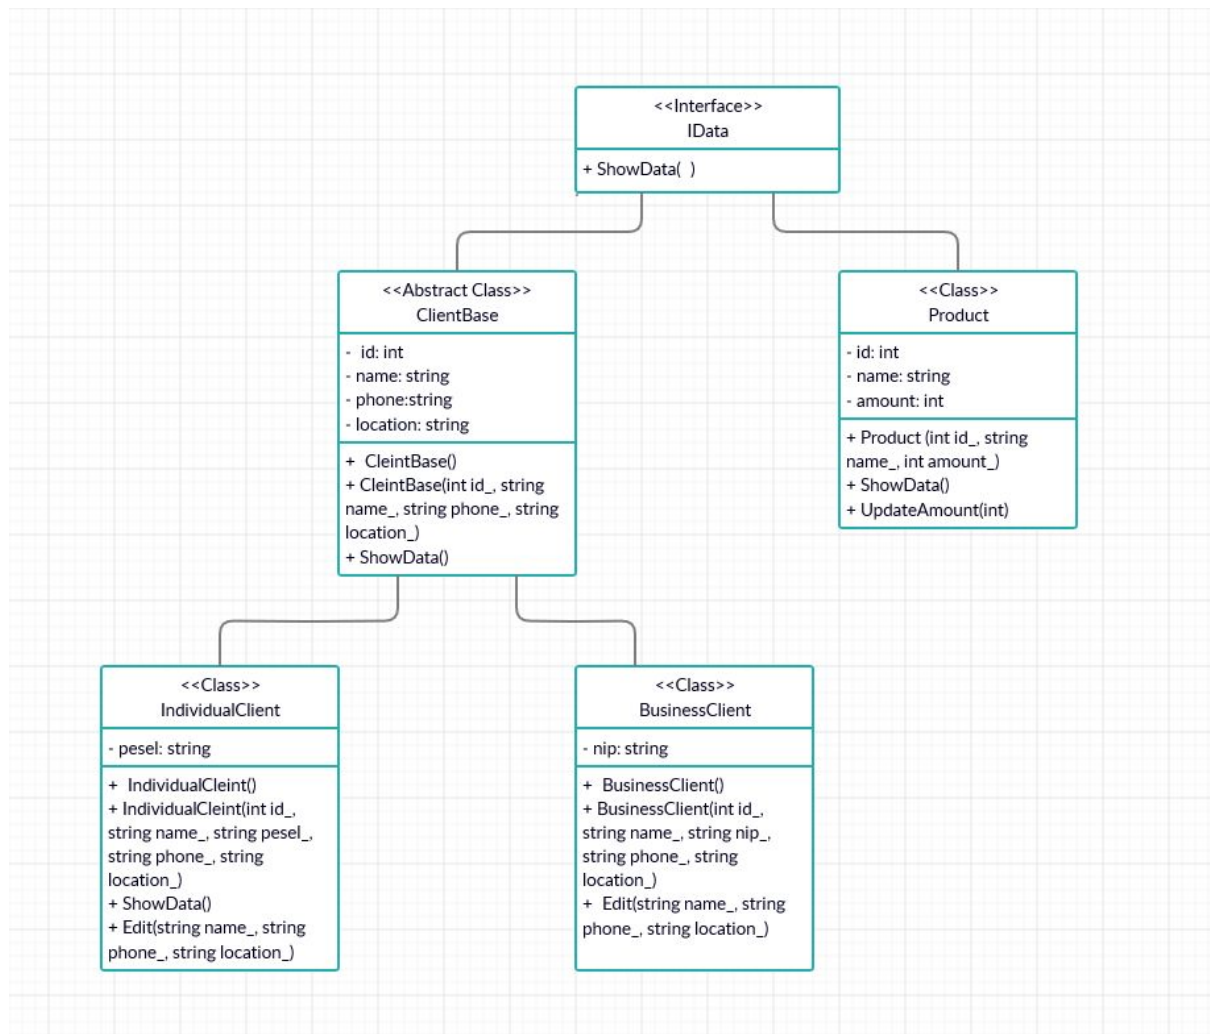 <<Interface>>
IData
+ ShowData(  )
<<Abstract Class>>
ClientBase
-  id: int
- name: string
- phone:string
- location: string
+  CleintBase()
+ CleintBase(int id_, string
name_, string phone_, string
location_)
+ ShowData()
<<Class>>
Product
- id: int
- name: string
- amount: int
+ Product (int id_, string
name_, int amount_)
+ ShowData()
+ UpdateAmount(int)
<<Class>>
IndividualClient
- pesel: string
+  IndividualCleint()
+ IndividualCleint(int id_,
string name_, string pesel_,
string phone_, string
location_)
+ ShowData()
+ Edit(string name_, string
phone_, string location_)
<<Class>>
BusinessClient
- nip: string
+  BusinessClient()
+ BusinessClient(int id_,
string name_, string nip_,
string phone_, string
location_)
+  Edit(string name_, string
phone_, string location_)